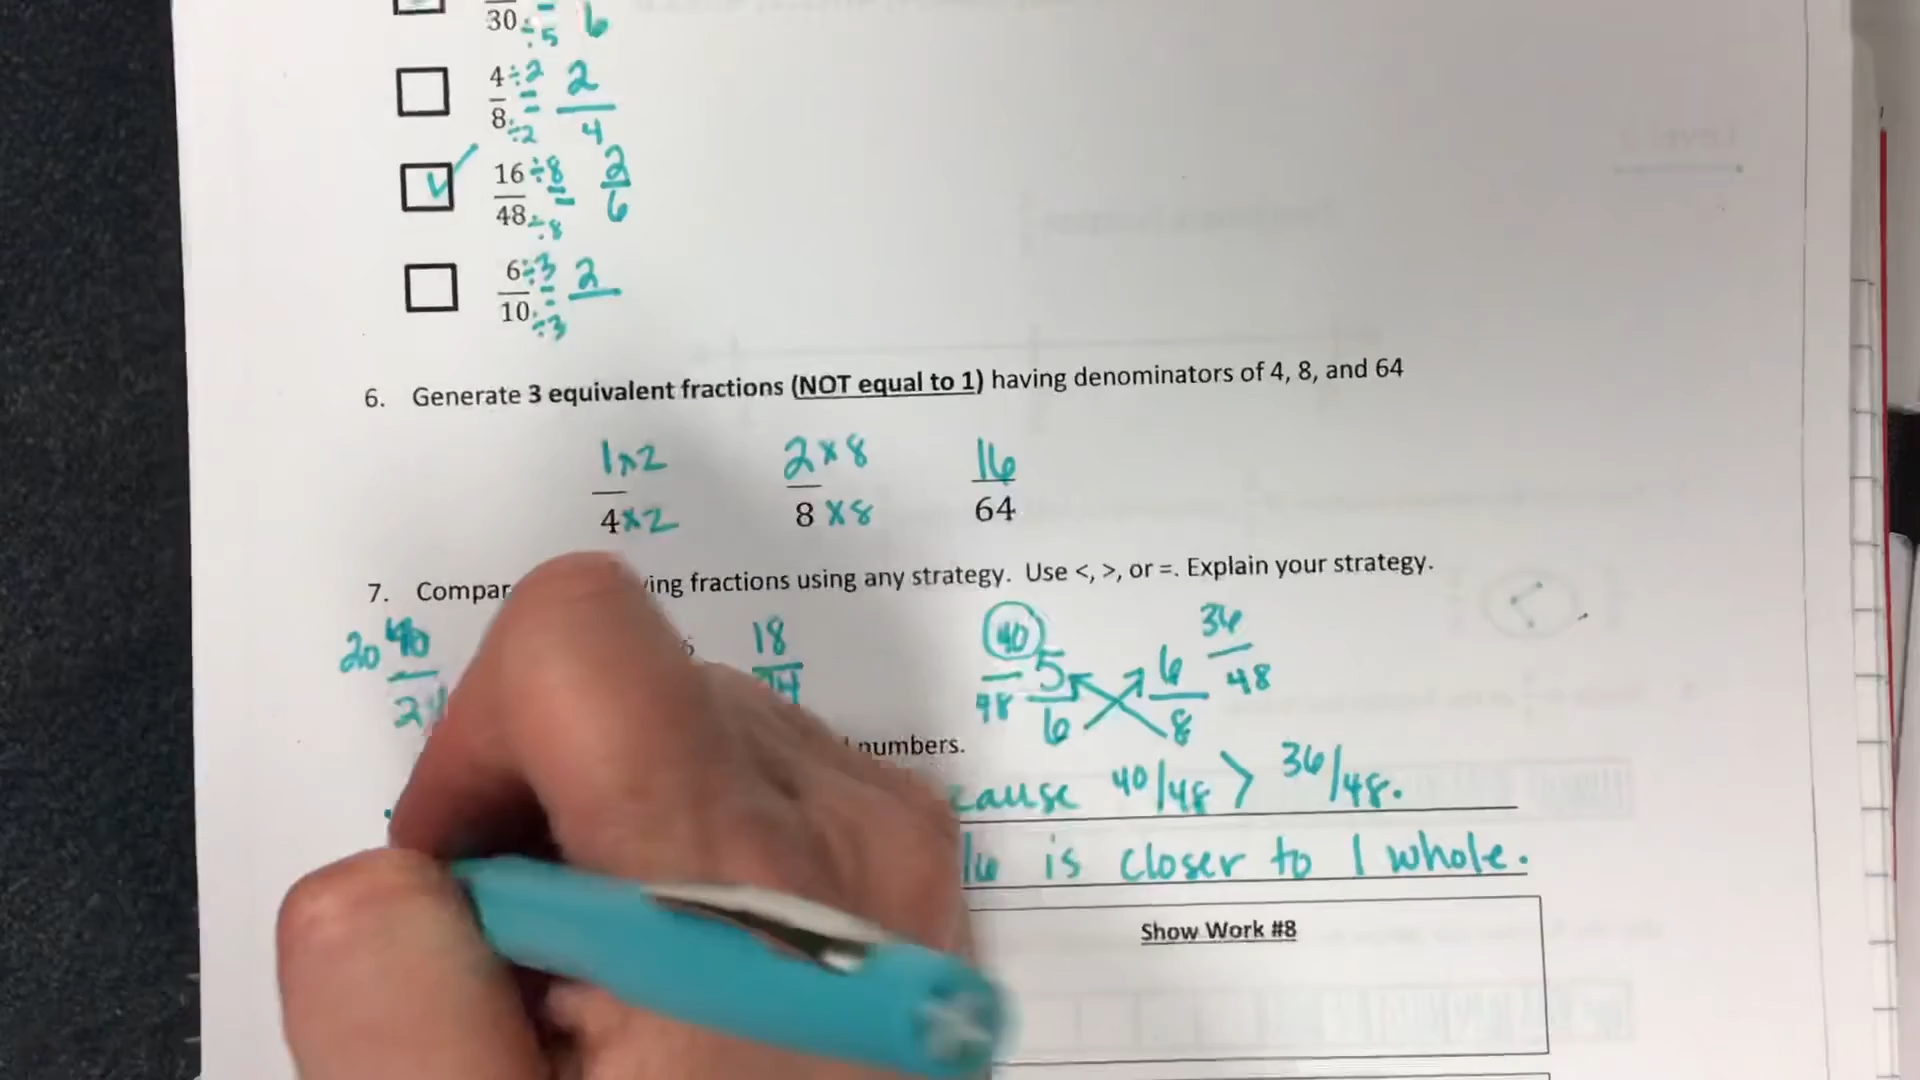 30 ÷5 = 6
4 ÷2 = 2
8 ÷2 4
16 ÷8 = 2
48 ÷8 6
6 ÷3 = 2
10 ÷3
6. Generate 3 equivalent fractions (NOT equal to 1) having denominators of 4, 8, and 64
1x2 2x8 16
4x2 8x8 64
7. Compar ing fractions using any strategy. Use <, >, or =. Explain your strategy.
20 18 40 5 6 36
48 6 8 48
numbers.
cause 40/48 > 36/48.
/6 is closer to 1 whole.
Show Work #8